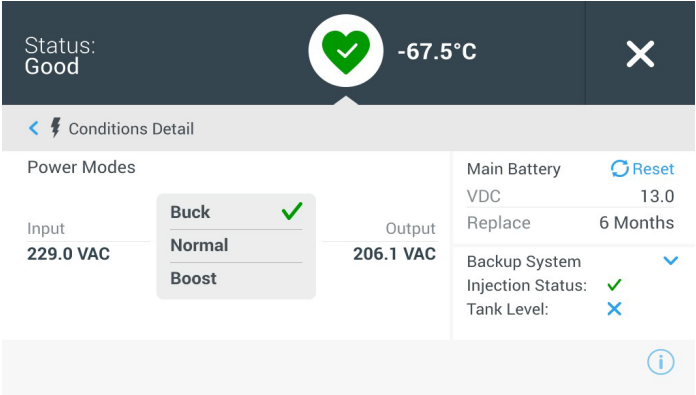 Status:
Good
-67.5°C
Conditions Detail
Power Modes
Input
229.0 VAC
Buck
Normal
Boost
Output
206.1 VAC
Main Battery
Reset
VDC
13.0
Replace
6 Months
Backup System
Injection Status:
Tank Level:
i